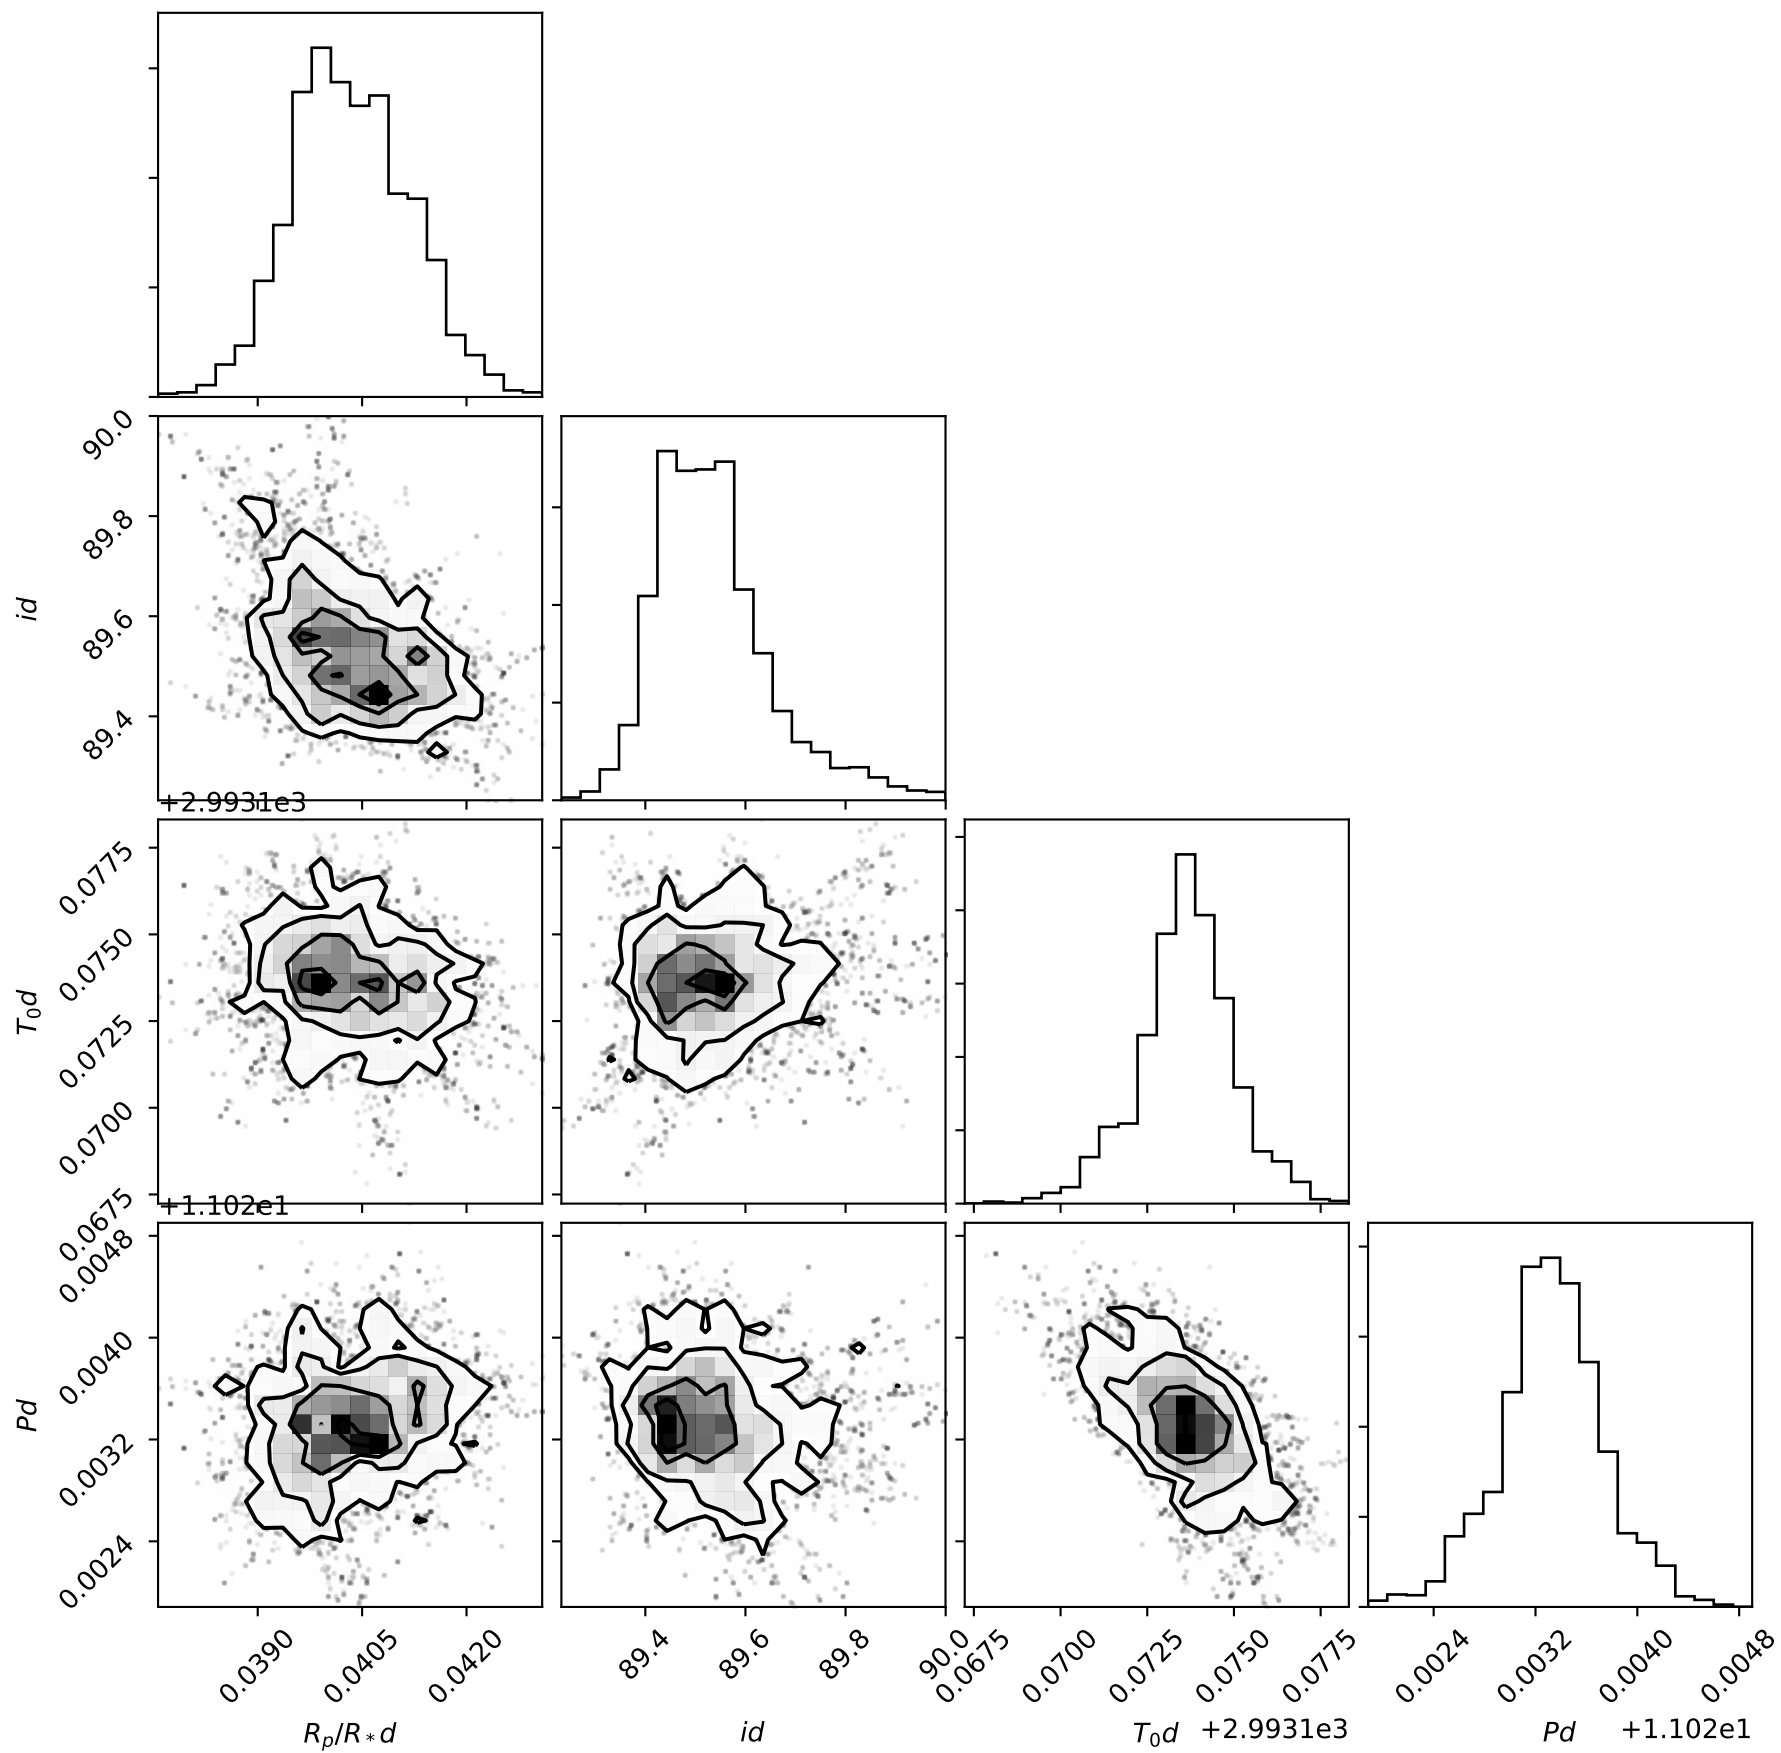 90.0
89.8
89.6
89.4
id
+2.9931e3
0.0775
0.0750
0.0725
0.0700
0.0675
T0d
+1.102e1
0.0048
0.0040
0.0032
0.0024
Pd
0.0390 0.0405 0.0420
89.4 89.6 89.8 90.0
0.0675 0.0700 0.0725 0.0750 0.0775
0.0024 0.0032 0.0040 0.0048
Rp/R*d
id
T0d +2.9931e3
Pd +1.102e1